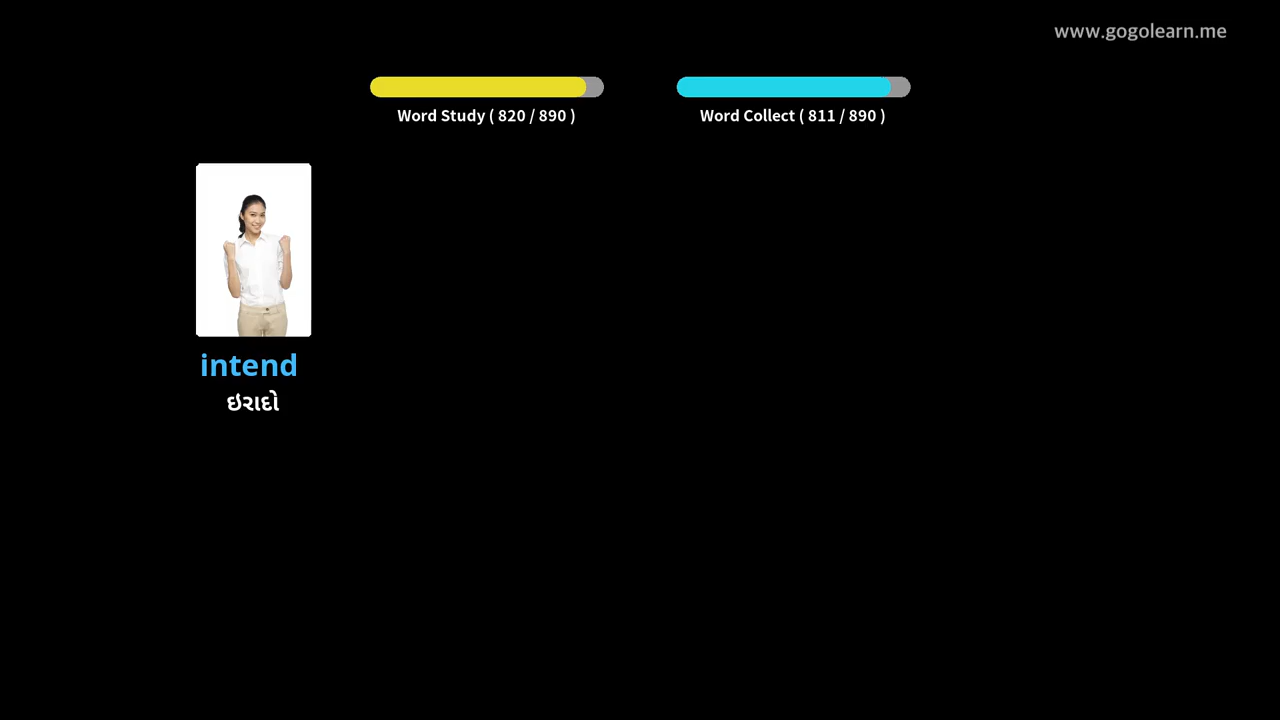 www.gogolearn.me
Word Study ( 820 / 890 )
Word Collect ( 811 / 890 )
intend
ઇરાદો